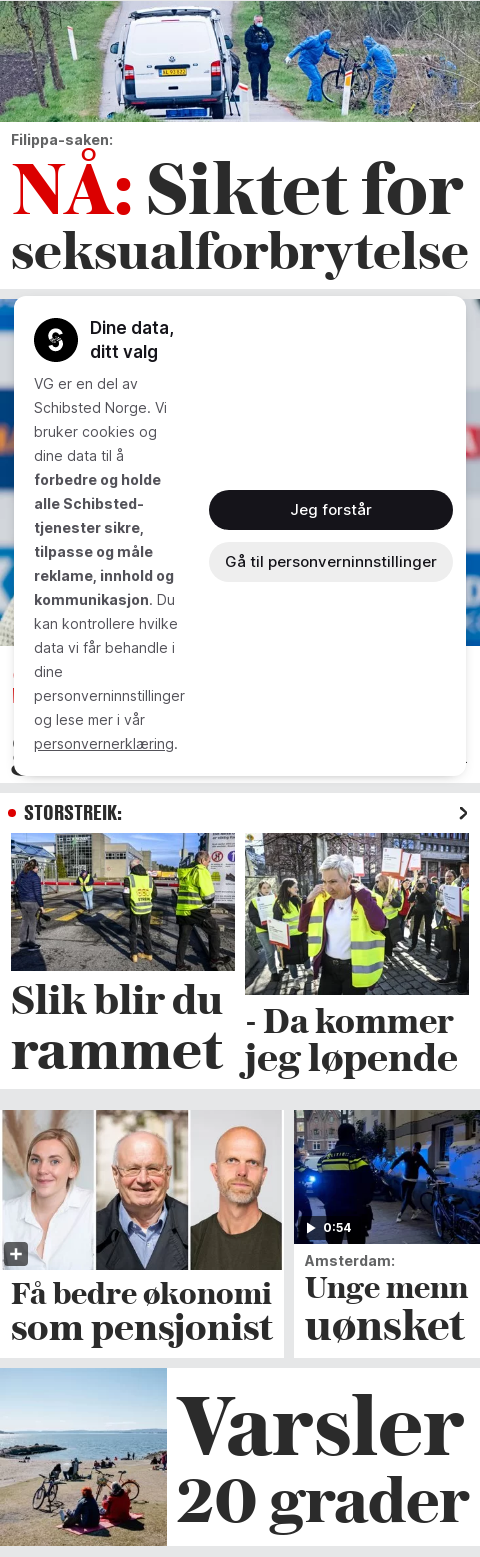 Filippa-saken:
NÅ: Siktet for
seksualforbrytelse
Dine data,
ditt valg
VG er en del av
Schibsted Norge. Vi
bruker cookies og
dine data til å
forbedre og holde
alle Schibsted-
tjenester sikre,
tilpasse og måle
reklame, innhold og
kommunikasjon. Du
kan kontrollere hvilke
data vi får behandle i
dine
personverninnstillinger
og lese mer i vår
personvernerklæring.
Jeg forstår
Gå til personverninnstillinger
STORSTREIK:
Slik blir du
rammet
- Da kommer
jeg løpende
Få bedre økonomi
som pensjonist
0:54
Amsterdam:
Unge menn
uønsket
Varsler
20 grader